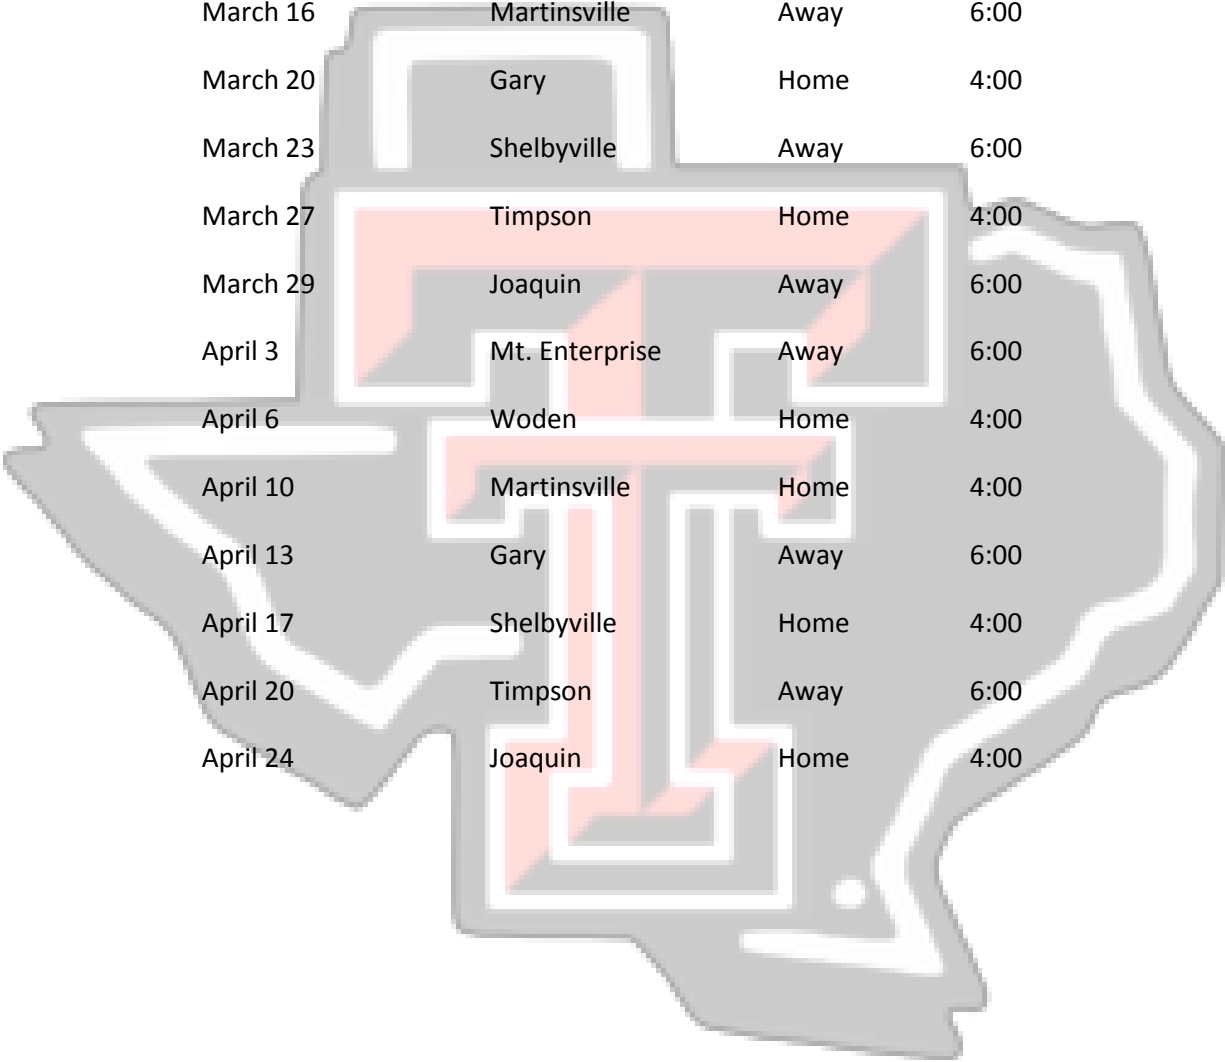 March 16 Martinsville Away 6:00
March 20 Gary Home 4:00
March 23 Shelbyville Away 6:00
March 27 Timpson Home 4:00
March 29 Joaquin Away 6:00
April 3 Mt. Enterprise Away 6:00
April 6 Woden Home 4:00
April 10 Martinsville Home 4:00
April 13 Gary Away 6:00
April 17 Shelbyville Home 4:00
April 20 Timpson Away 6:00
April 24 Joaquin Home 4:00